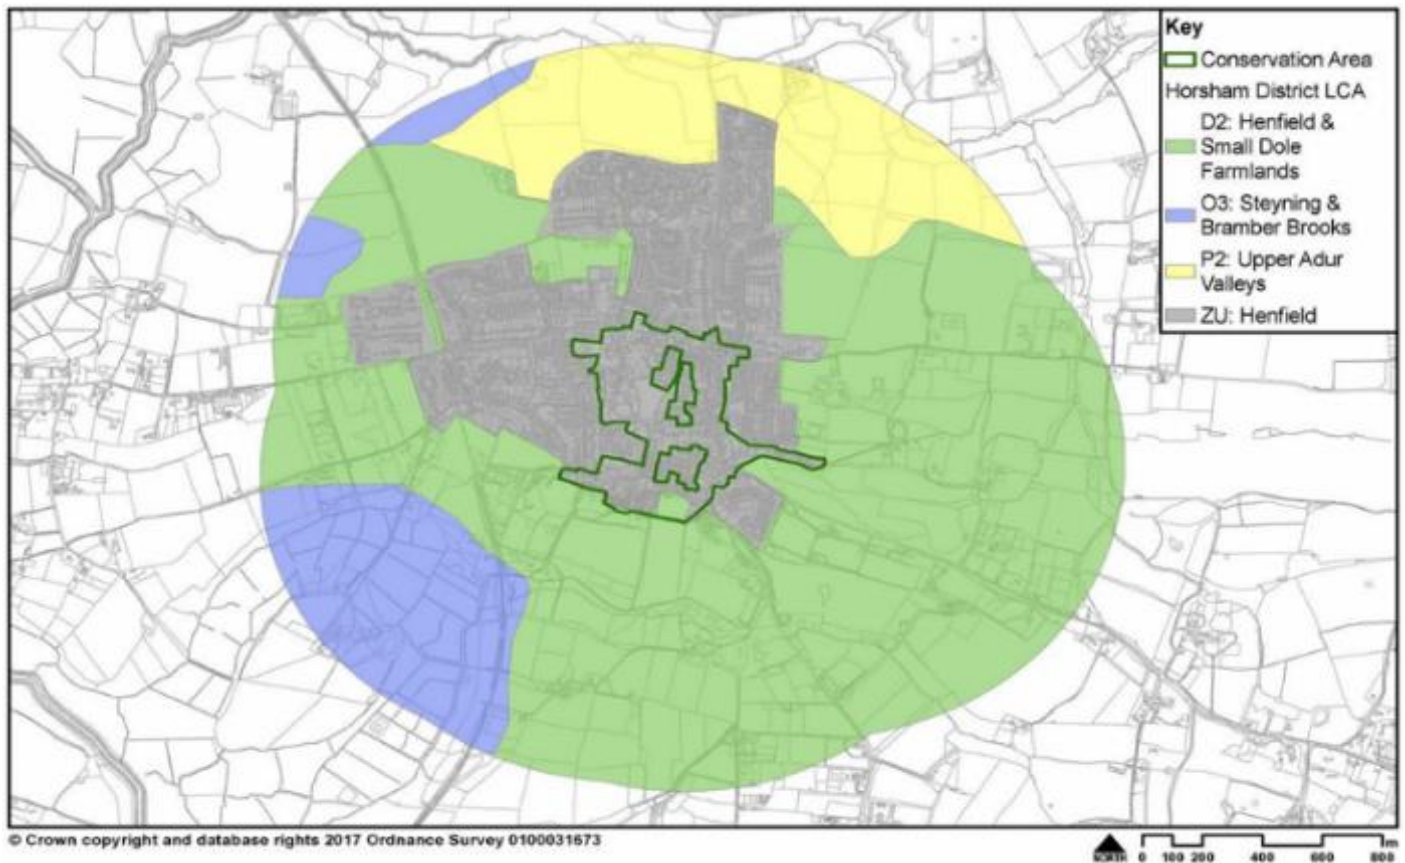 Key
Conservation Area
Horsham District LCA
D2: Henfield &
Small Dole
Farmlands
O3: Steyning &
Bramber Brooks
P2: Upper Adur
Valleys
ZU: Henfield
© Crown copyright and database rights 2017 Ordnance Survey 0100031673
NORTH
m
0 100 200 400 600 800